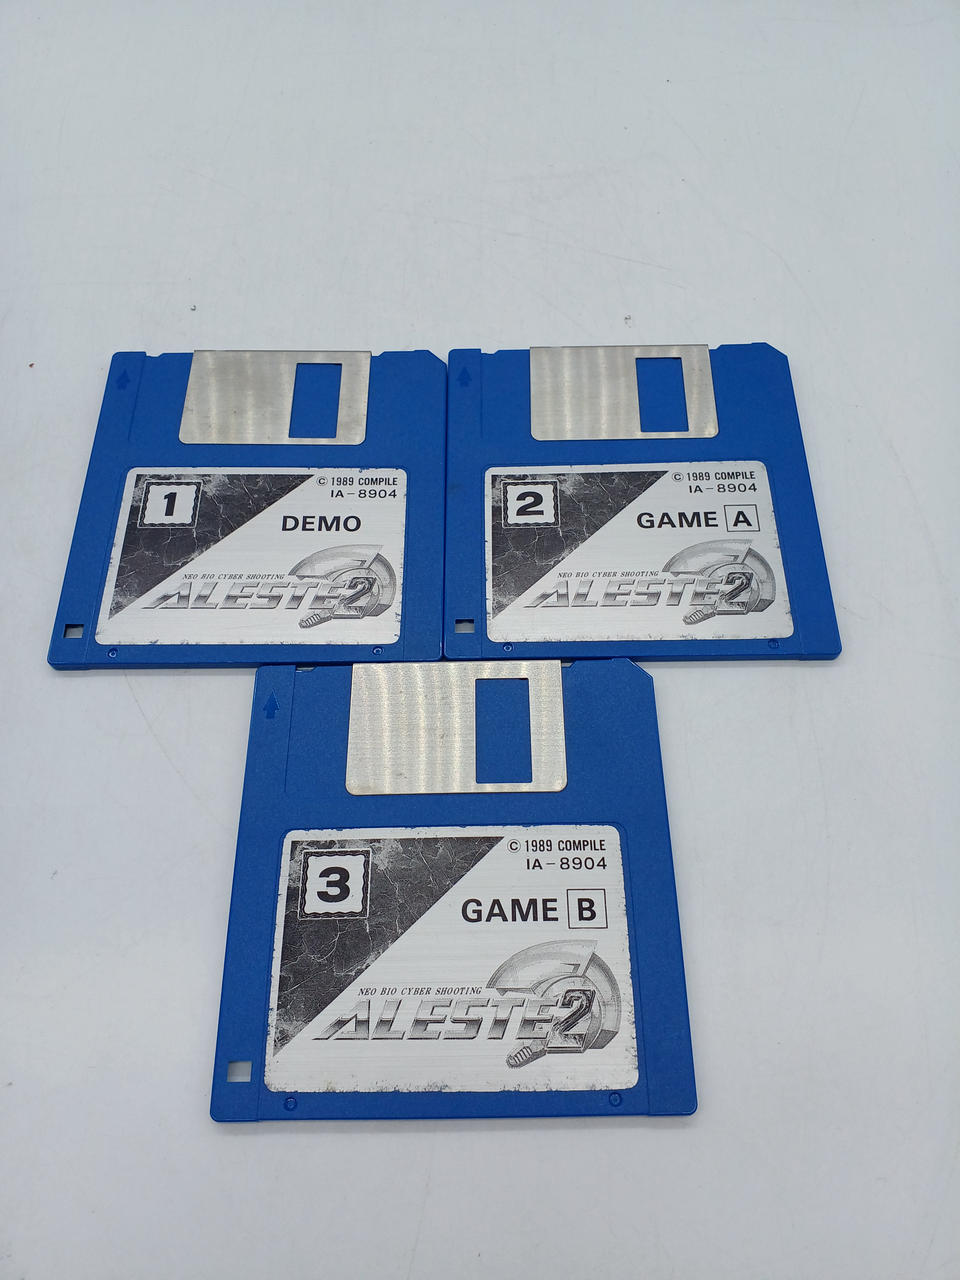 1
© 1989 COMPILE
IA-8904
DEMO
NEO BIO CYBER SHOOTING
ALESTE2
2
© 1989 COMPILE
IA-8904
GAME A
NEO BIO CYBER SHOOTING
ALESTE2
3
© 1989 COMPILE
IA-8904
GAME B
NEO BIO CYBER SHOOTING
ALESTE2